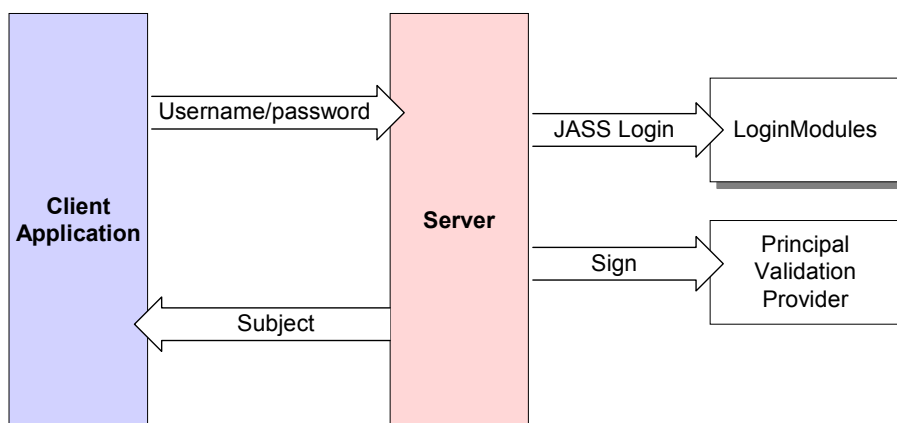 Username/password
JASS Login
LoginModules
Client
Application
Server
Sign
Principal
Validation
Provider
Subject